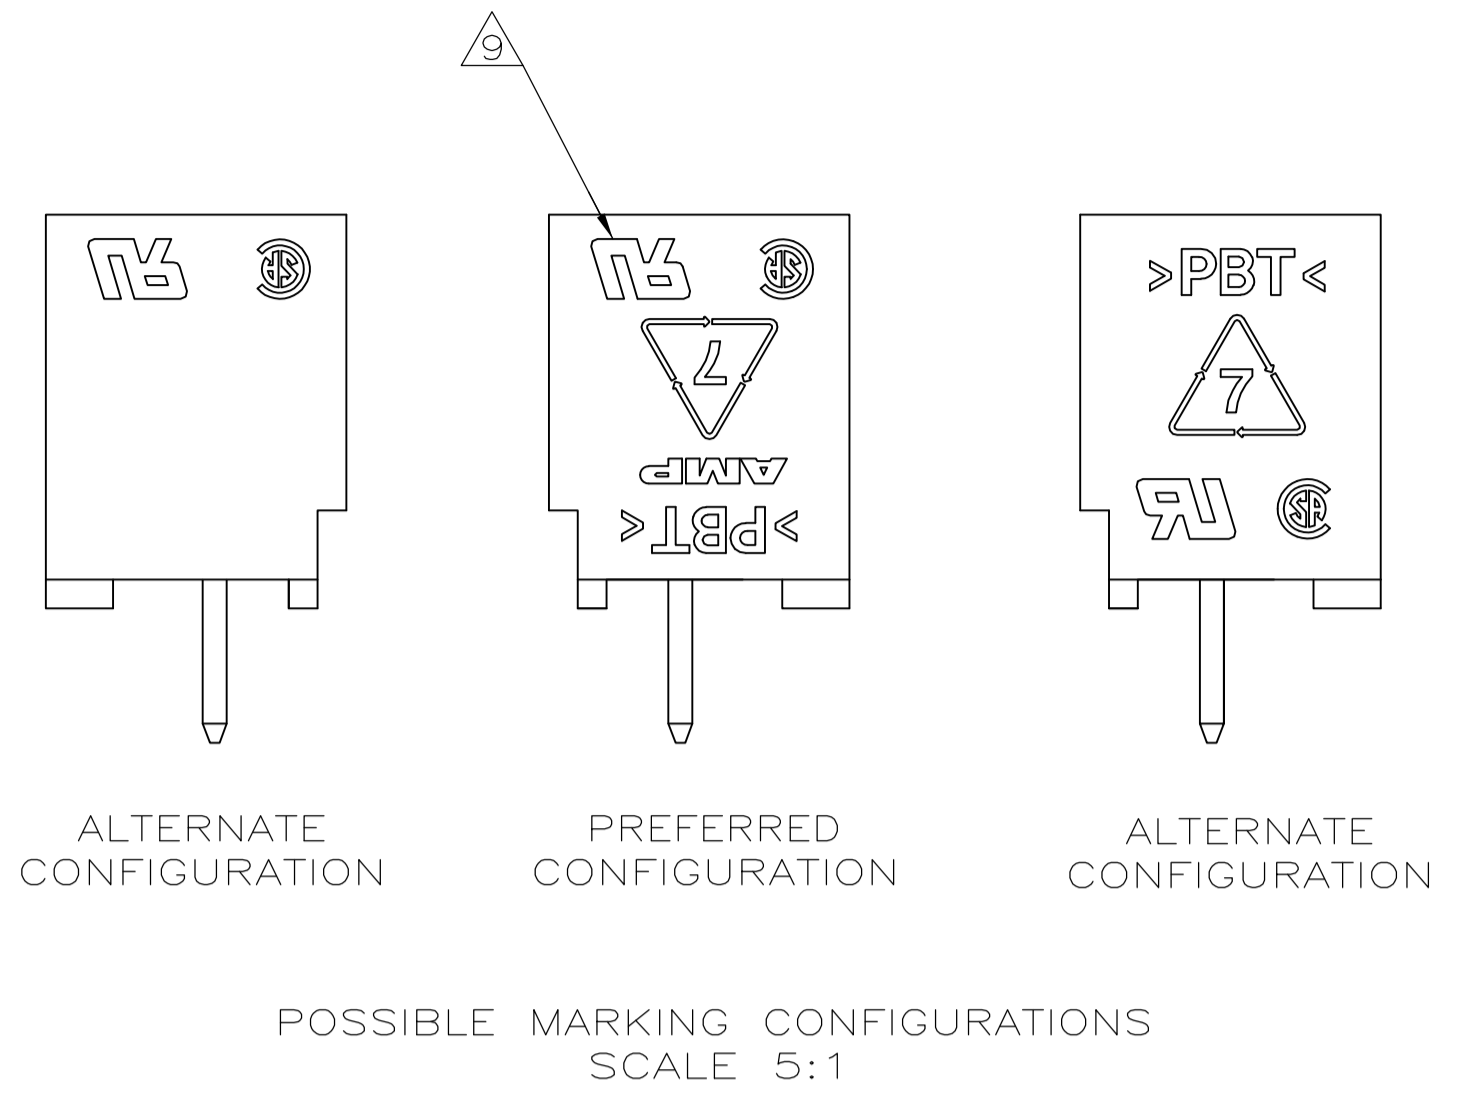 9
>PBT<
7
7
AMP
>PBT<
ALTERNATE
CONFIGURATION
PREFERRED
CONFIGURATION
ALTERNATE
CONFIGURATION
POSSIBLE MARKING CONFIGURATIONS
SCALE 5:1